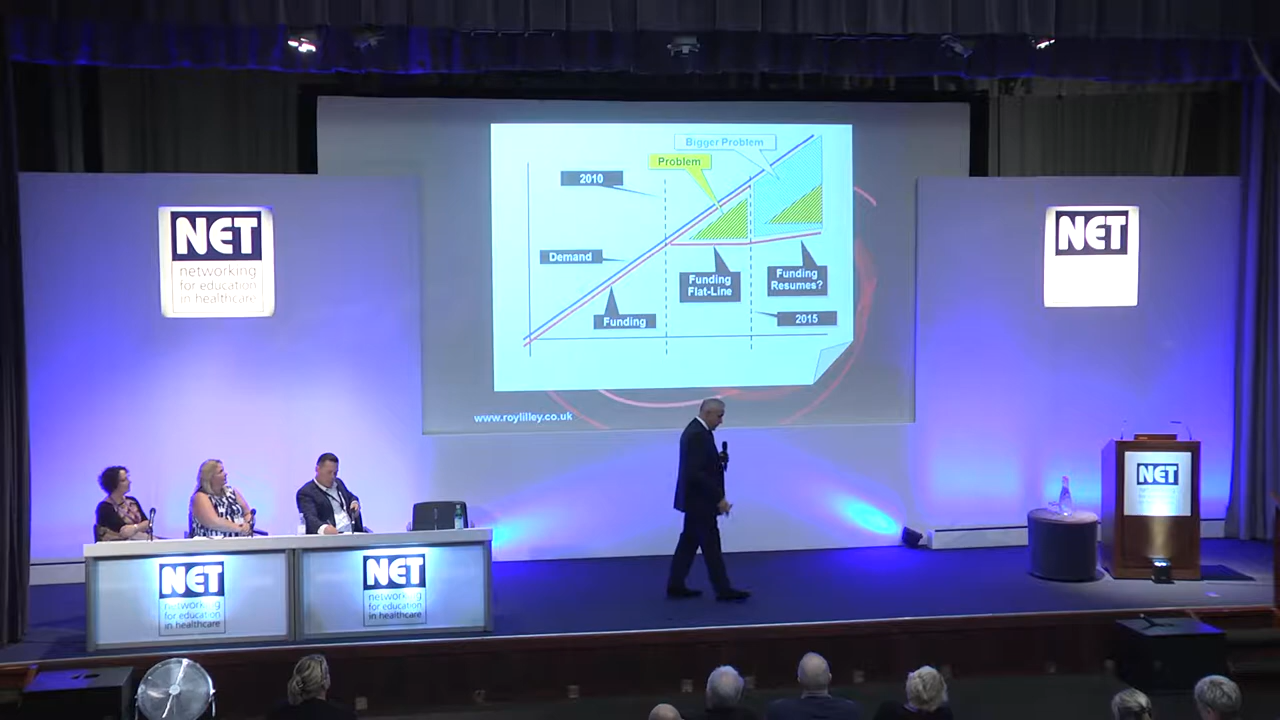 NET
networking
for education
in healthcare
Bigger Problem
Problem
2010
Demand
Funding
Flat-Line
Funding
Resumes?
Funding
2015
www.roylilley.co.uk
NET
NET
networking
for education
in healthcare
NET
networking
for education
in healthcare
NET